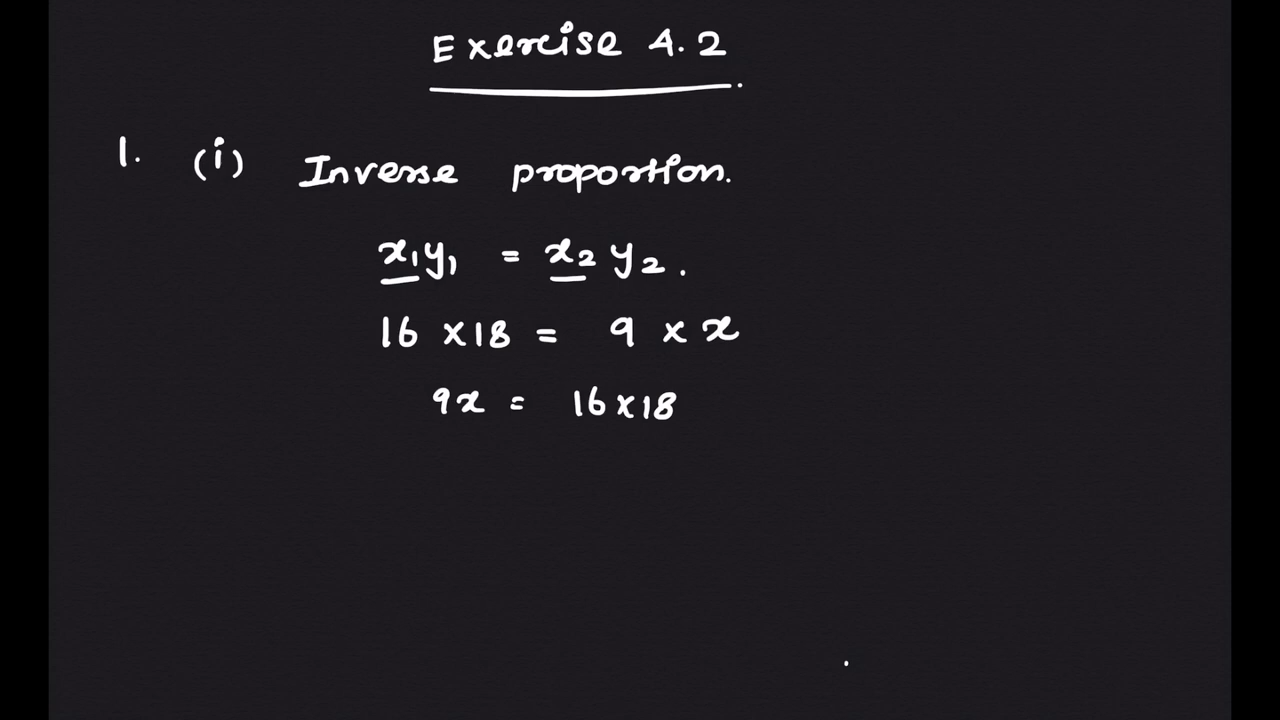 Exercise 4.2
1. (i) Inverse proportion.
x₁y₁ = x₂y₂.
16 × 18 = 9 × x
9x = 16 × 18